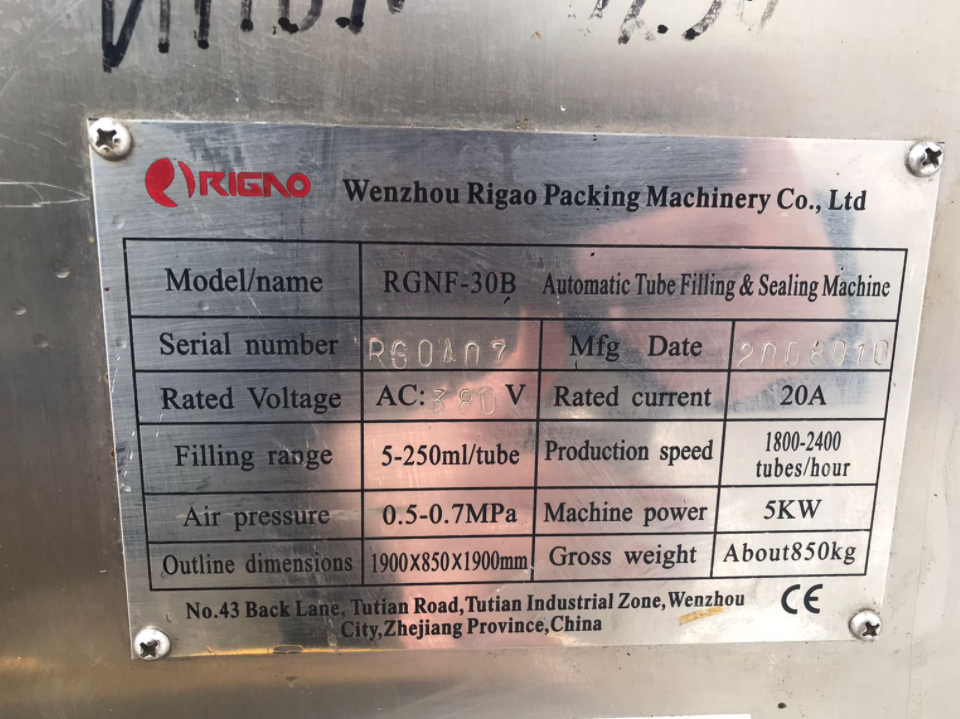 RIGAO Wenzhou Rigao Packing Machinery Co., Ltd
Model/name RGNF-30B Automatic Tube Filling & Sealing Machine
Serial number RG0A07 Mfg Date 2008010
Rated Voltage AC: 380 V Rated current 20A
Filling range 5-250ml/tube Production speed 1800-2400
tubes/hour
Air pressure 0.5-0.7MPa Machine power 5KW
Outline dimensions 1900X850X1900mm Gross weight About850kg
No.43 Back Lane, Tutian Road,Tutian Industrial Zone,Wenzhou
City,Zhejiang Province,China
CE